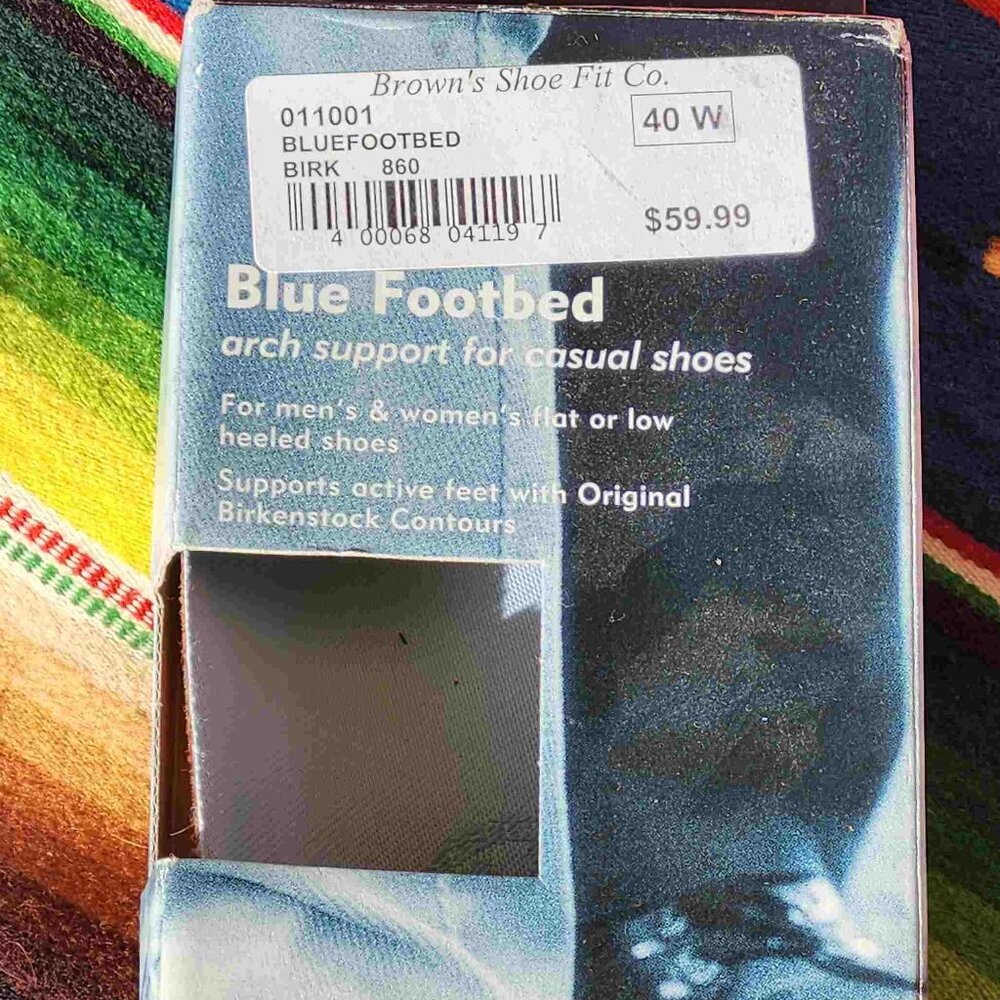 Brown's Shoe Fit Co.
011001
40 W
BLUEFOOTBED
BIRK 860
$59.99
4 00068 04119 7
Blue Footbed
arch support for casual shoes
For men's & women's flat or low
heeled shoes
Supports active feet with Original
Birkenstock Contours